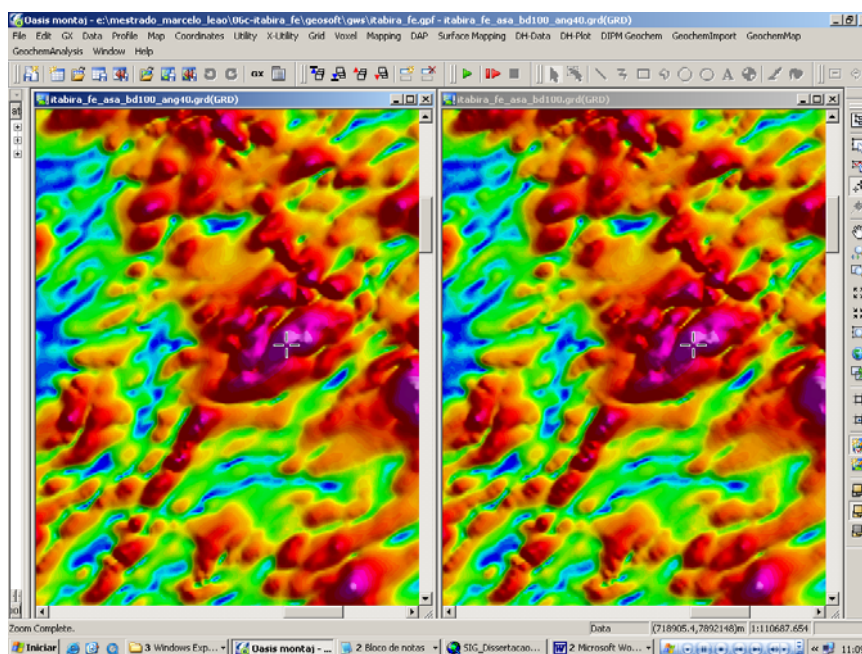 Oasis montaj - e:\mestrado_marcelo_leao\06c-itabira_fe\geosoft\gws\itabira_fe.gpf - itabira_fe_asa_bd100_ang40.grd(GRD)
File Edit GX Data Profile Map Coordinates Utility X-Utility Grid Voxel Mapping DAP Surface Mapping DH-Data DH-Plot DIPM Geochem GeochemImport GeochemMap
GeochemAnalysis Window Help
GX
itabira_fe_asa_bd100_ang40.grd(GRD)
itabira_fe_asa_bd100.grd(GRD)
Zoom Complete.
Data
(718905.4,7892148)m
1:110687.654
Iniciar
3 Windows Exp...
Oasis montaj - ...
2 Bloco de notas
SIG_Dissertacao...
2 Microsoft Wo...